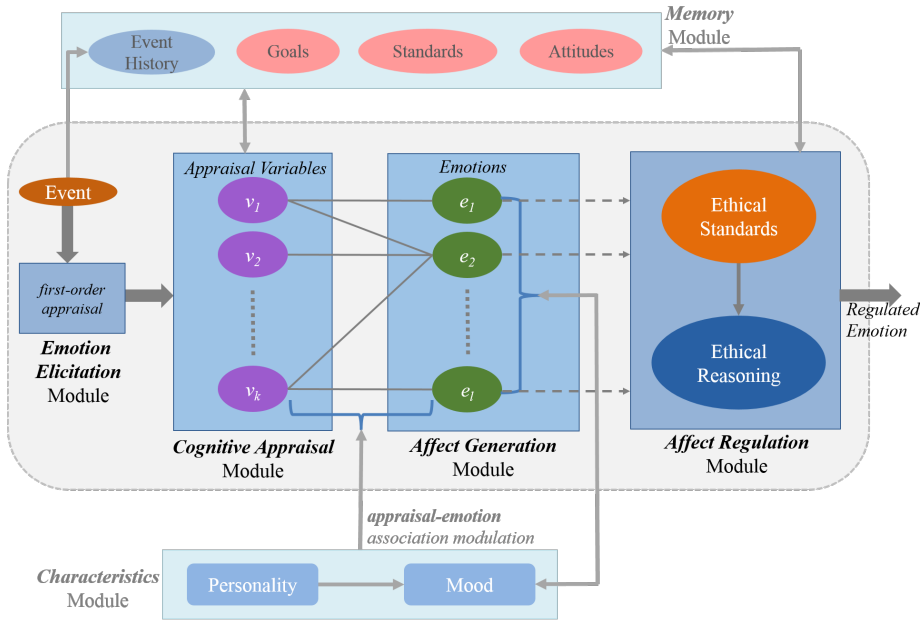 Memory
Module
Event
History
Goals
Standards
Attitudes
Appraisal Variables
Emotions
Event
v1
e1
Ethical
Standards
v2
e2
first-order
appraisal
Regulated
Emotion
Emotion
Elicitation
Module
Ethical
Reasoning
vk
el
Cognitive Appraisal
Module
Affect Generation
Module
Affect Regulation
Module
appraisal-emotion
association modulation
Characteristics
Module
Personality
Mood